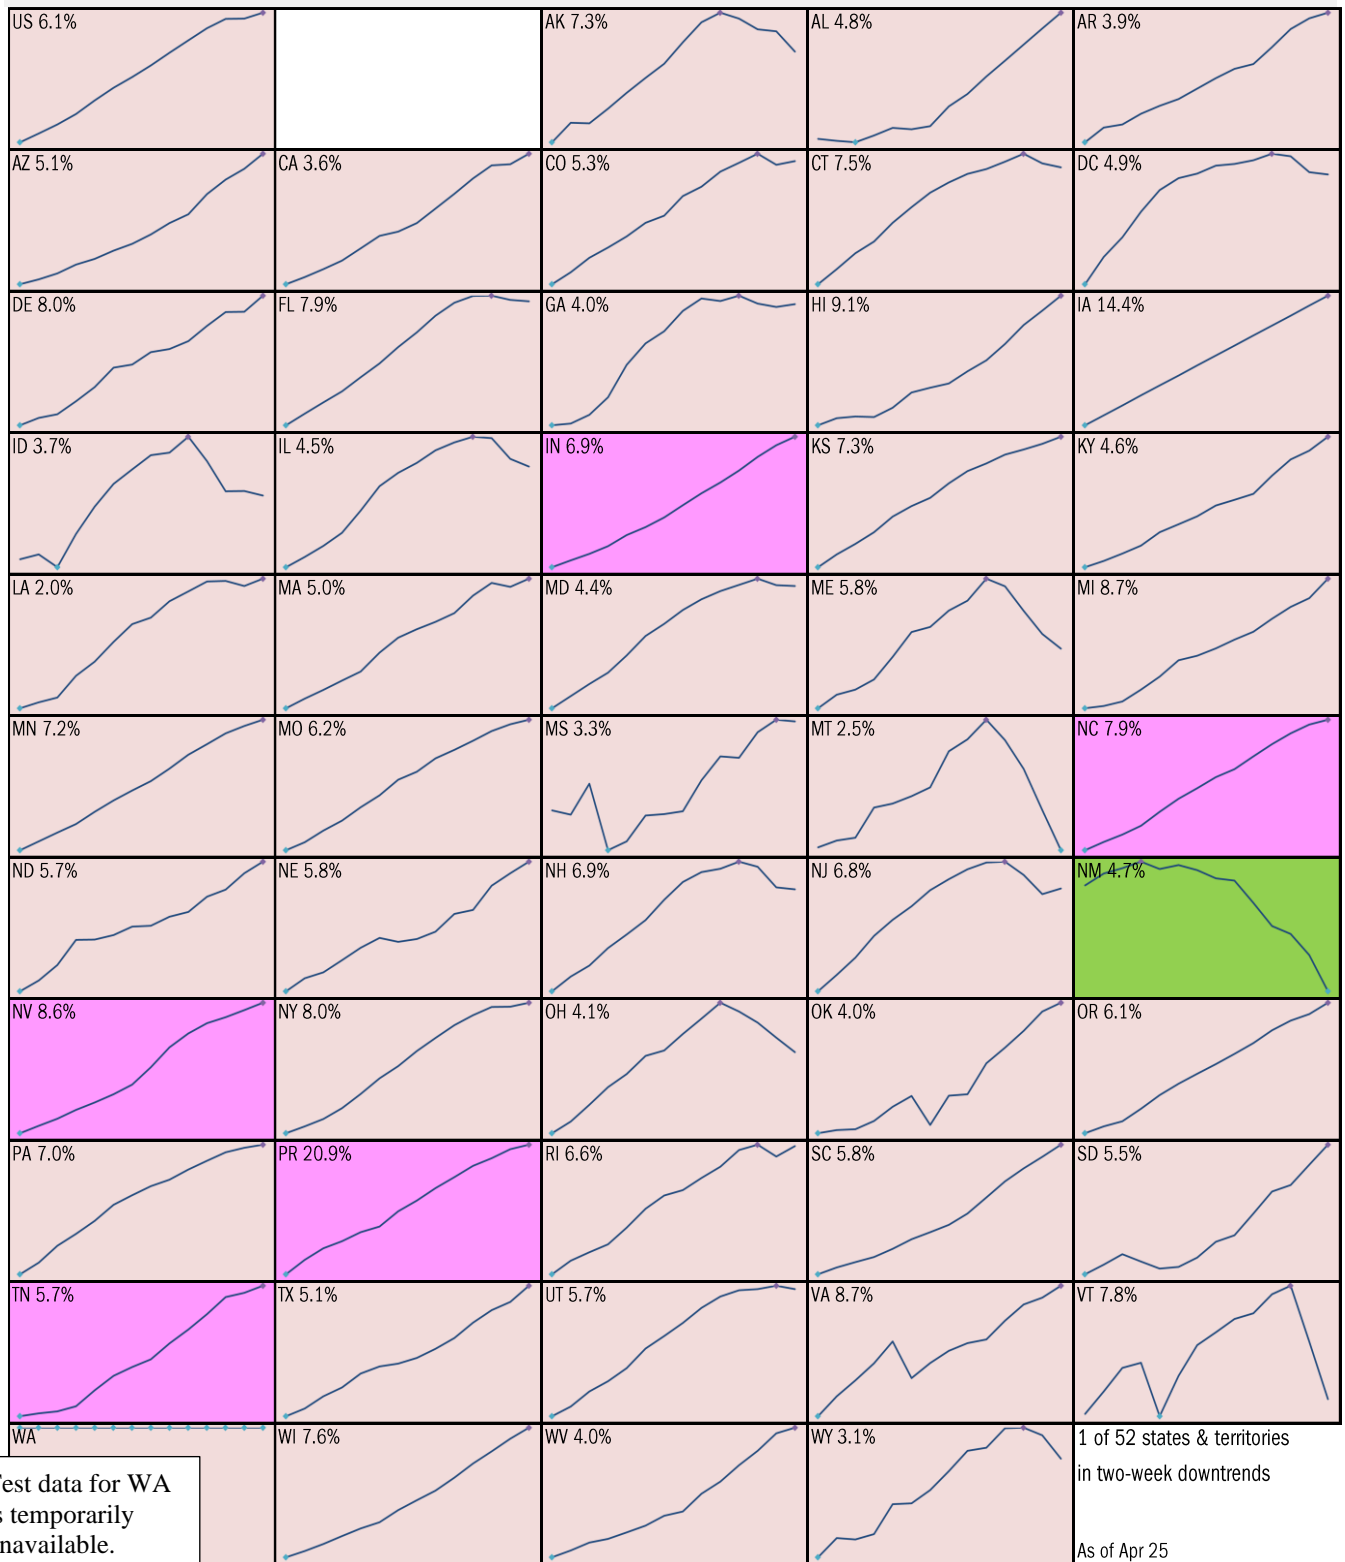 US 6.1%
AK 7.3%
AL 4.8%
AR 3.9%
AZ 5.1%
CA 3.6%
CO 5.3%
CT 7.5%
DC 4.9%
DE 8.0%
FL 7.9%
GA 4.0%
HI 9.1%
IA 14.4%
ID 3.7%
IL 4.5%
IN 6.9%
KS 7.3%
KY 4.6%
LA 2.0%
MA 5.0%
MD 4.4%
ME 5.8%
MI 8.7%
MN 7.2%
MO 6.2%
MS 3.3%
MT 2.5%
NC 7.9%
ND 5.7%
NE 5.8%
NH 6.9%
NJ 6.8%
NM 4.7%
NV 8.6%
NY 8.0%
OH 4.1%
OK 4.0%
OR 6.1%
PA 7.0%
PR 20.9%
RI 6.6%
SC 5.8%
SD 5.5%
TN 5.7%
TX 5.1%
UT 5.7%
VA 8.7%
VT 7.8%
WA
WI 7.6%
WV 4.0%
WY 3.1%
1 of 52 states & territories
in two-week downtrends
As of Apr 25
data for WA
temporarily